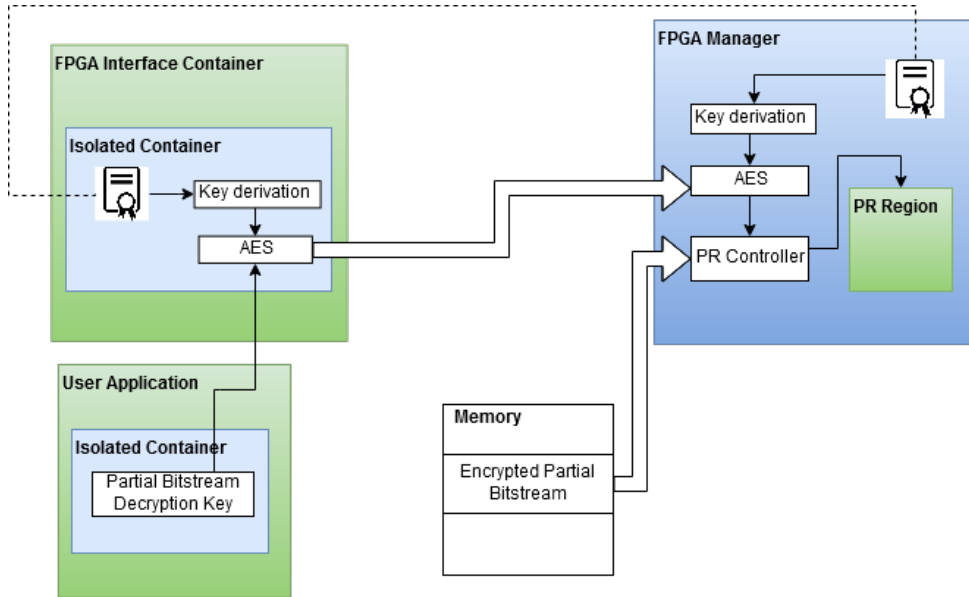 FPGA Interface Container
Isolated Container
Key derivation
AES
User Application
Isolated Container
Partial Bitstream
Decryption Key
Memory
Encrypted Partial
Bitstream
FPGA Manager
Key derivation
AES
PR Controller
PR Region